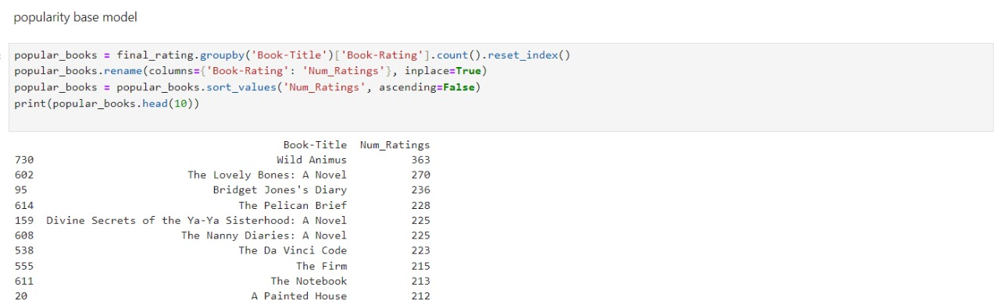 popularity base model
popular_books = final_rating.groupby('Book-Title')['Book-Rating'].count().reset_index()
popular_books.rename(columns={'Book-Rating': 'Num_Ratings'}, inplace=True)
popular_books = popular_books.sort_values('Num_Ratings', ascending=False)
print(popular_books.head(10))
Book-Title Num_Ratings
730 Wild Animus 363
602 The Lovely Bones: A Novel 270
95 Bridget Jones's Diary 236
614 The Pelican Brief 228
159 Divine Secrets of the Ya-Ya Sisterhood: A Novel 225
608 The Nanny Diaries: A Novel 225
538 The Da Vinci Code 223
555 The Firm 215
611 The Notebook 213
20 A Painted House 212